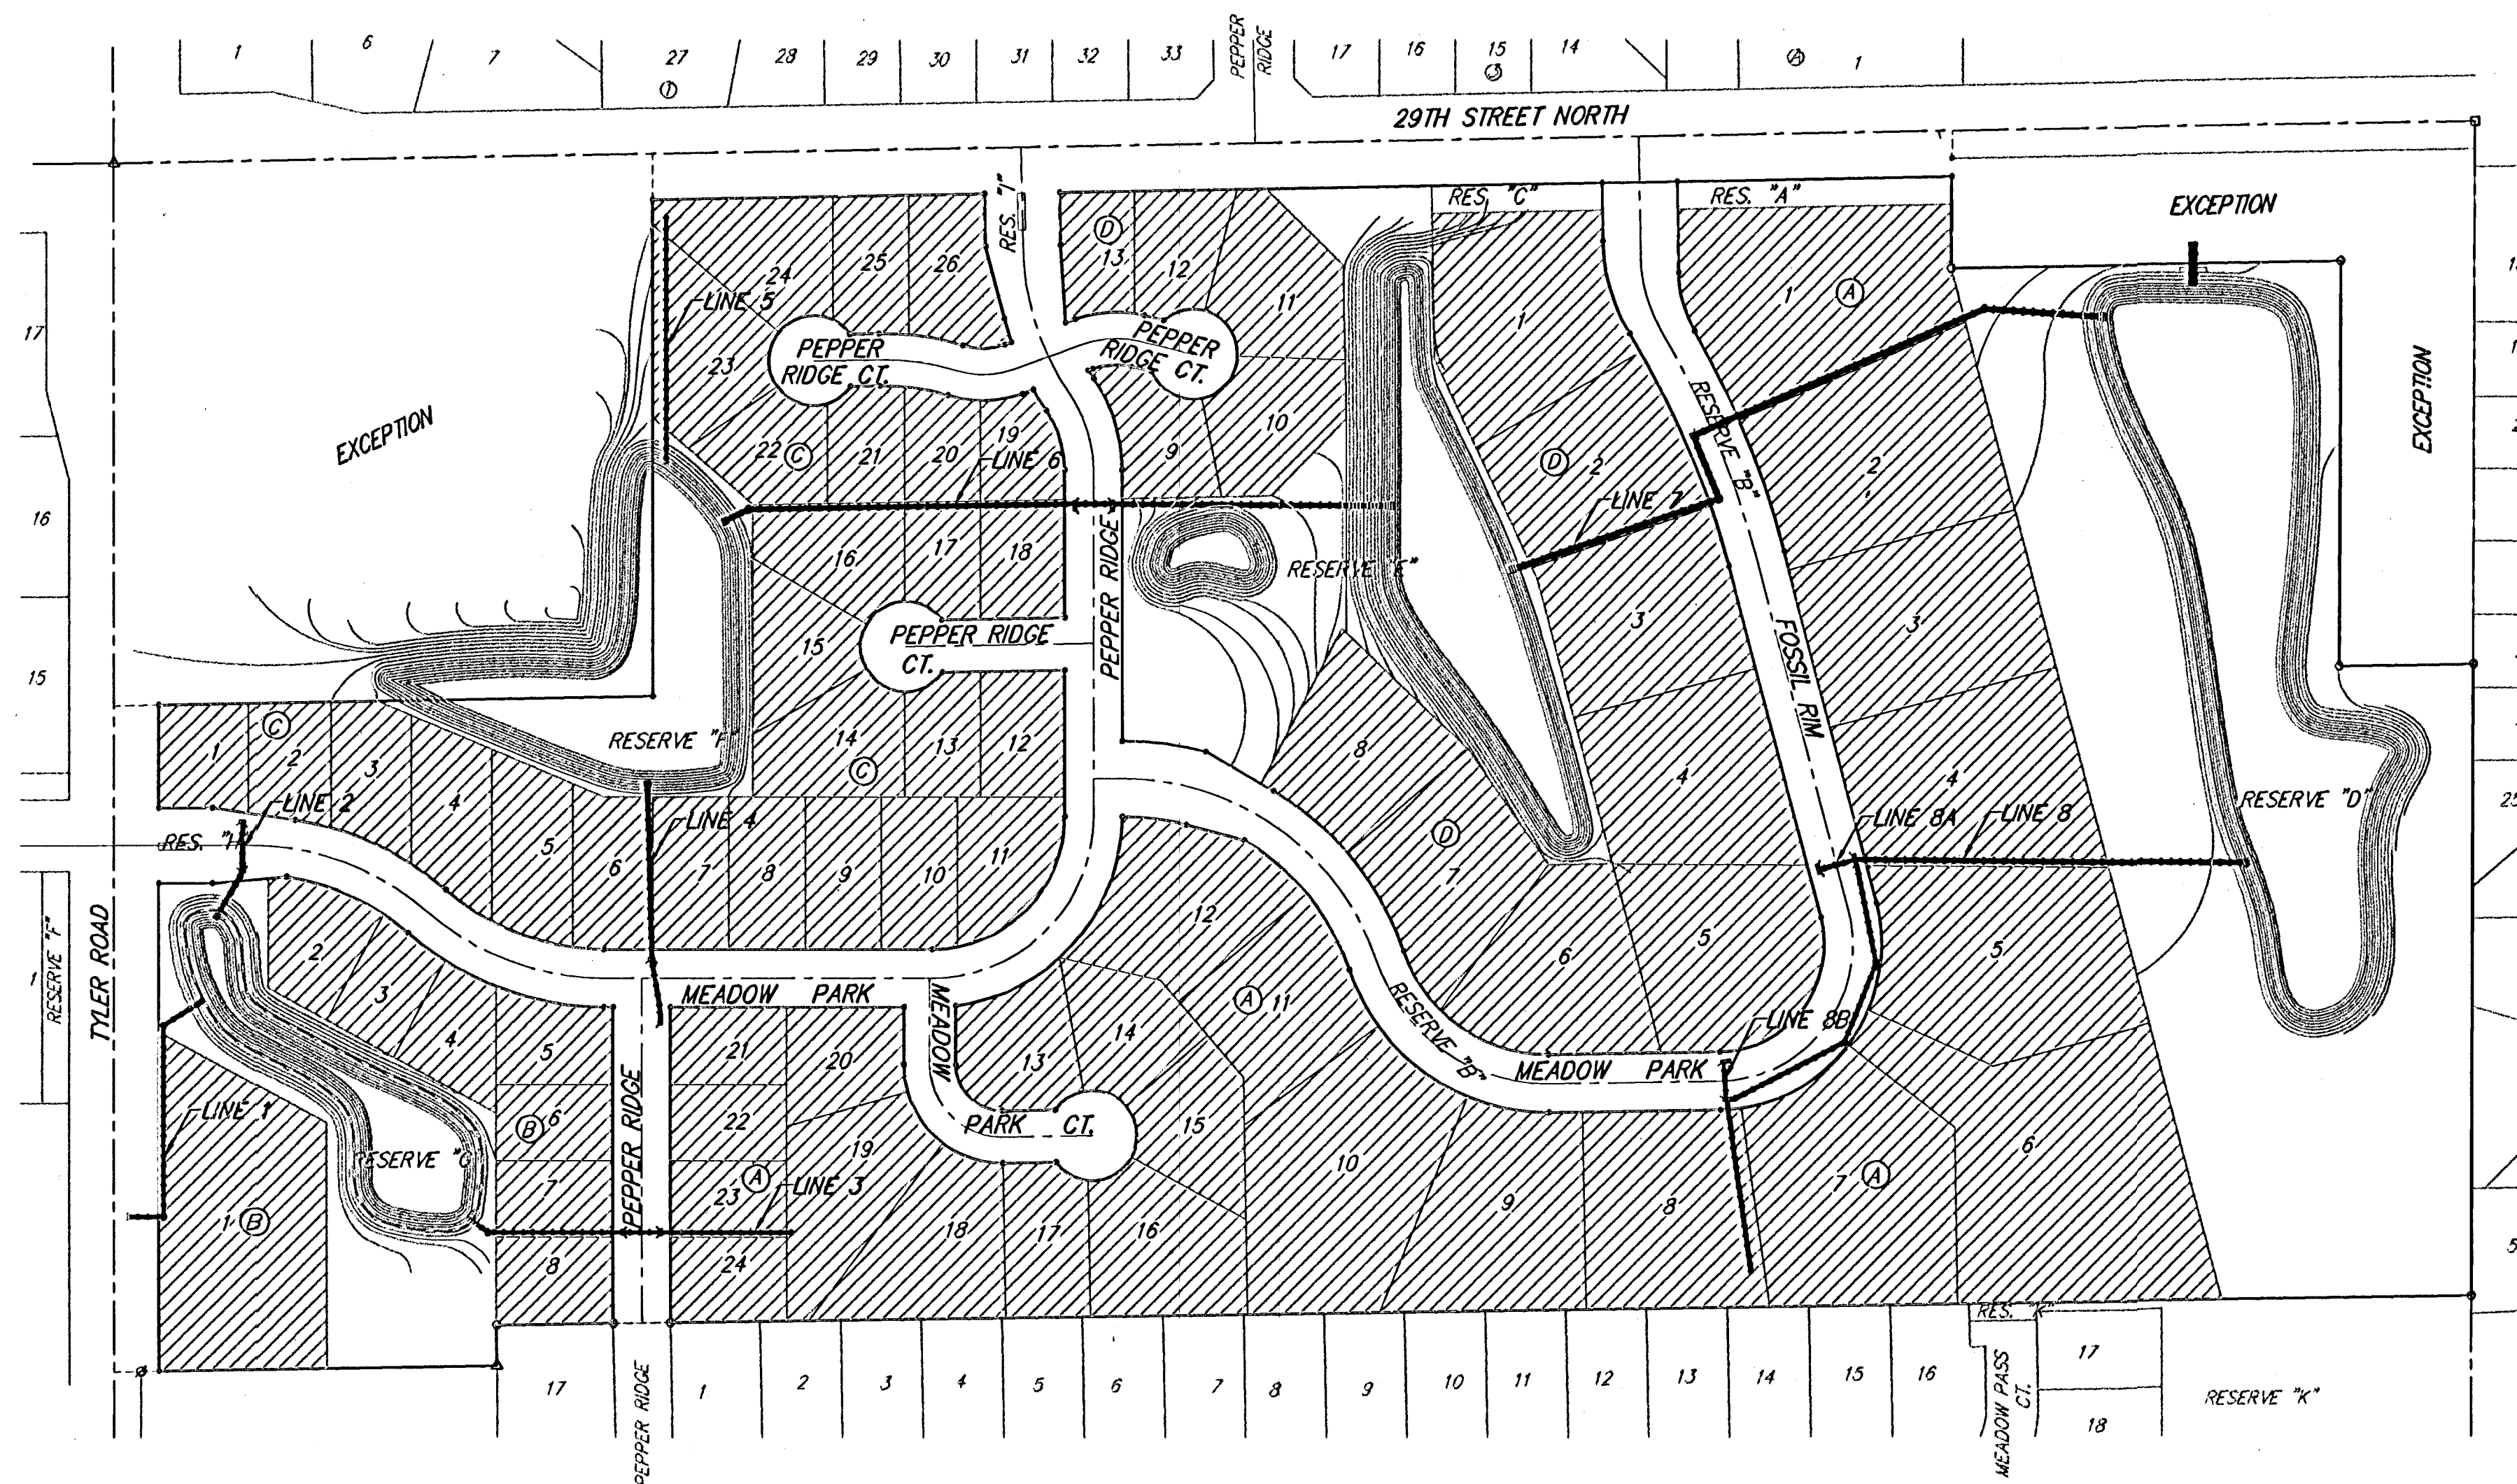 1
6
7
27
28
29
30
31
32
33
PEPPER
RIDGE
17
16
15
14
A
1
1
3
29TH STREET NORTH
RES. "I"
RES. "C"
RES. "A"
EXCEPTION
D
13
12
11
24
25
26
LINE 5
1
1
A
17
PEPPER
RIDGE CT.
PEPPER
RIDGE CT.
23
EXCEPTION
EXCEPTION
RESERVE "B"
22
C
21
20
19
LINE 6
9
10
D
2
2
LINE 7
16
16
17
18
PEPPER RIDGE
RESERVE "E"
3
3
FOSSIL RIM
PEPPER RIDGE
CT.
15
15
C
1
2
3
4
RESERVE "F"
14
C
13
12
8
4
4
RESERVE "D"
25
LINE 2
LINE 4
LINE 8A
LINE 8
RES. "H"
5
6
7
8
9
10
11
D
7
TYLER ROAD
1
RESERVE "F"
2
3
4
5
12
6
5
5
MEADOW PARK
MEADOW
A
11
RESERVE "B"
14
13
LINE 8B
MEADOW PARK
21
20
LINE 1
B
6
22
PEPPER RIDGE
PARK CT.
15
RESERVE "G"
19
10
6
7
23
A
LINE 3
7
A
1
B
9
8
18
17
16
8
24
5
RES. "K"
17
1
2
3
4
5
6
7
8
9
10
11
12
13
14
15
16
17
18
PEPPER RIDGE
MEADOW PASS
CT.
RESERVE "K"